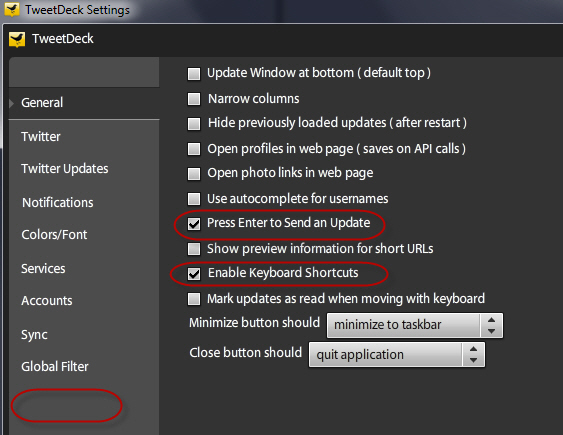 TweetDeck Settings
TweetDeck
General
Twitter
Twitter Updates
Notifications
Colors/Font
Services
Accounts
Sync
Global Filter
Update Window at bottom ( default top )
Narrow columns
Hide previously loaded updates ( after restart )
Open profiles in web page ( saves on API calls )
Open photo links in web page
Use autocomplete for usernames
Press Enter to Send an Update
Show preview information for short URLs
Enable Keyboard Shortcuts
Mark updates as read when moving with keyboard
Minimize button should minimize to taskbar
Close button should quit application